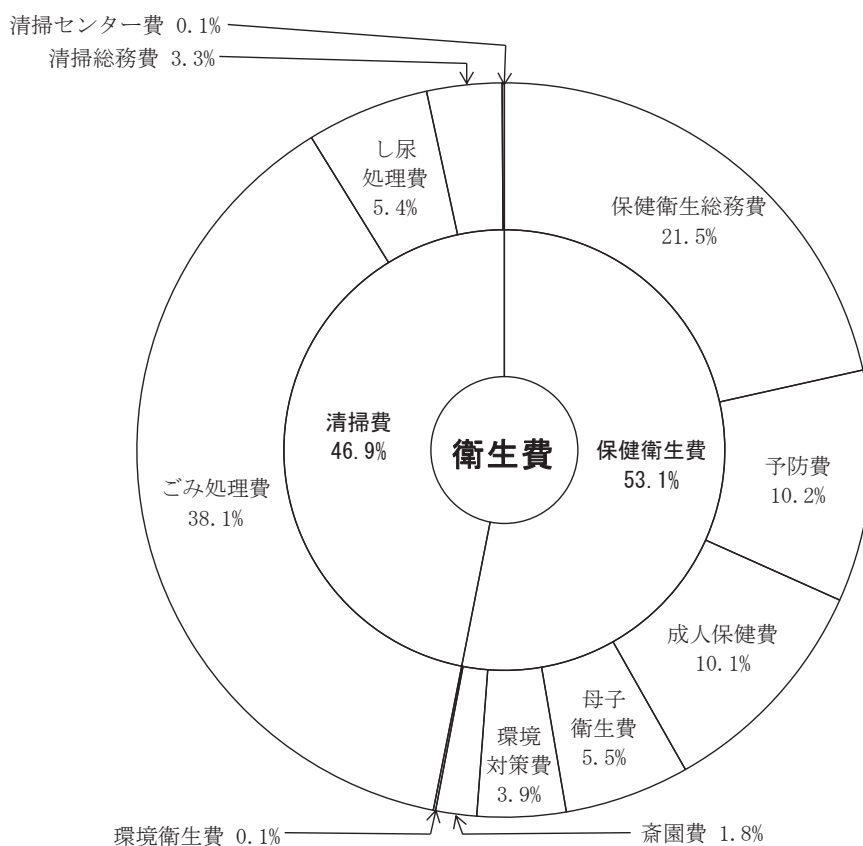 清掃センター費 0.1%
清掃総務費 3.3%
し尿
処理費
5.4%
保健衛生総務費
21.5%
清掃費
46.9%
衛生費
保健衛生費
53.1%
予防費
10.2%
ごみ処理費
38.1%
成人保健費
10.1%
母子
衛生費
5.5%
環境
対策費
3.9%
環境衛生費 0.1%
斎園費 1.8%